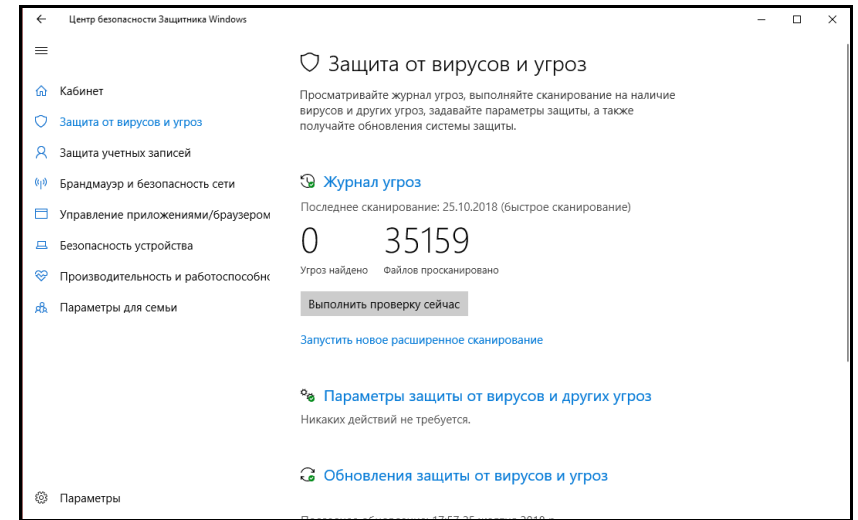 Центр безопасности Защитника Windows
Кабинет
Защита от вирусов и угроз
Защита учетных записей
Брандмауэр и безопасность сети
Управление приложениями/браузером
Безопасность устройства
Производительность и работоспособно
Параметры для семьи
Параметры
Защита от вирусов и угроз
Просматривайте журнал угроз, выполняйте сканирование на наличие
вирусов и других угроз, задавайте параметры защиты, а также
получайте обновления системы защиты.
Журнал угроз
Последнее сканирование: 25.10.2018 (быстрое сканирование)
0 35159
Угроз найдено Файлов просканировано
Выполнить проверку сейчас
Запустить новое расширенное сканирование
Параметры защиты от вирусов и других угроз
Никаких действий не требуется.
Обновления защиты от вирусов и угроз